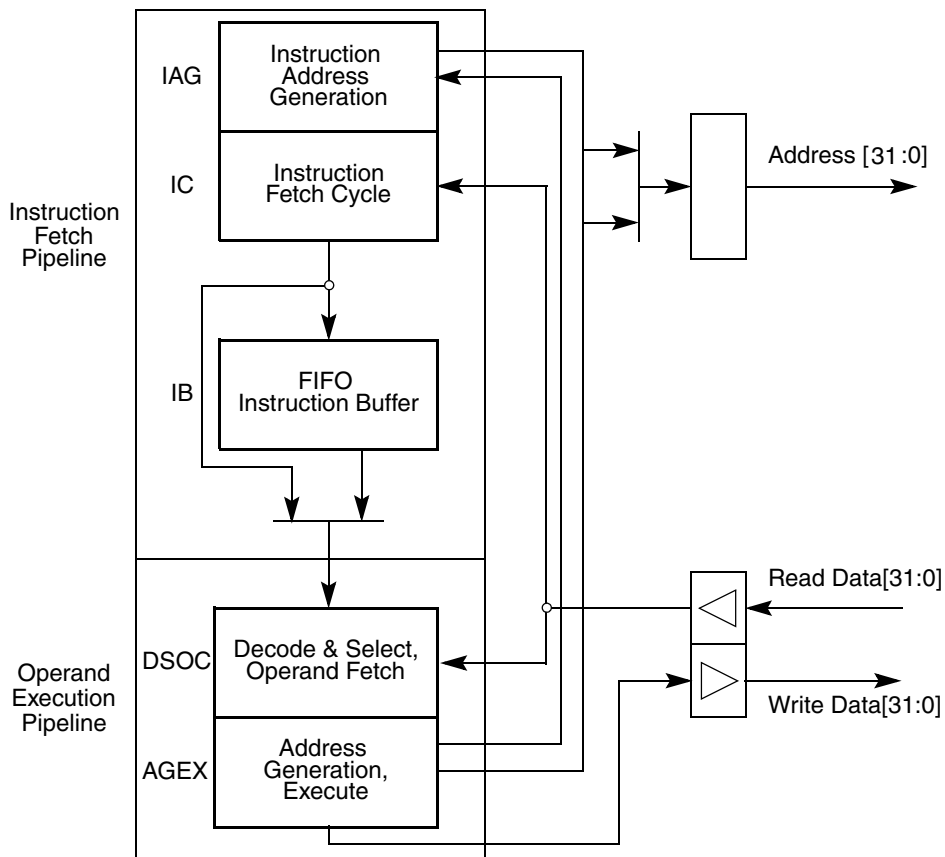 IAG
Instruction
Address
Generation
IC
Instruction
Fetch Cycle
Instruction
Fetch
Pipeline
IB
FIFO
Instruction Buffer
Address [31:0]
Read Data[31:0]
Write Data[31:0]
Operand
Execution
Pipeline
DSOC
Decode & Select,
Operand Fetch
AGEX
Address
Generation,
Execute